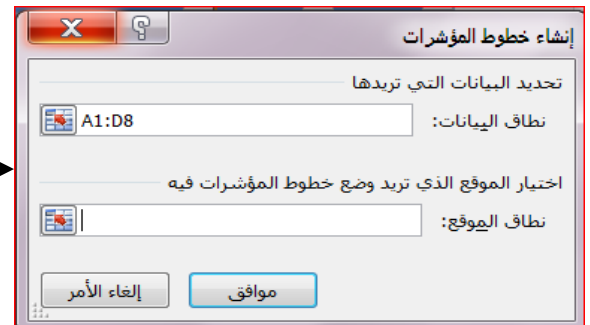 إنشاء خطوط المؤشرات
تحديد البيانات التي تريدها
نطاق البيانات: A1:D8
اختيار الموقع الذي تريد وضع خطوط المؤشرات فيه
نطاق الموقع:
موافق إلغاء الأمر